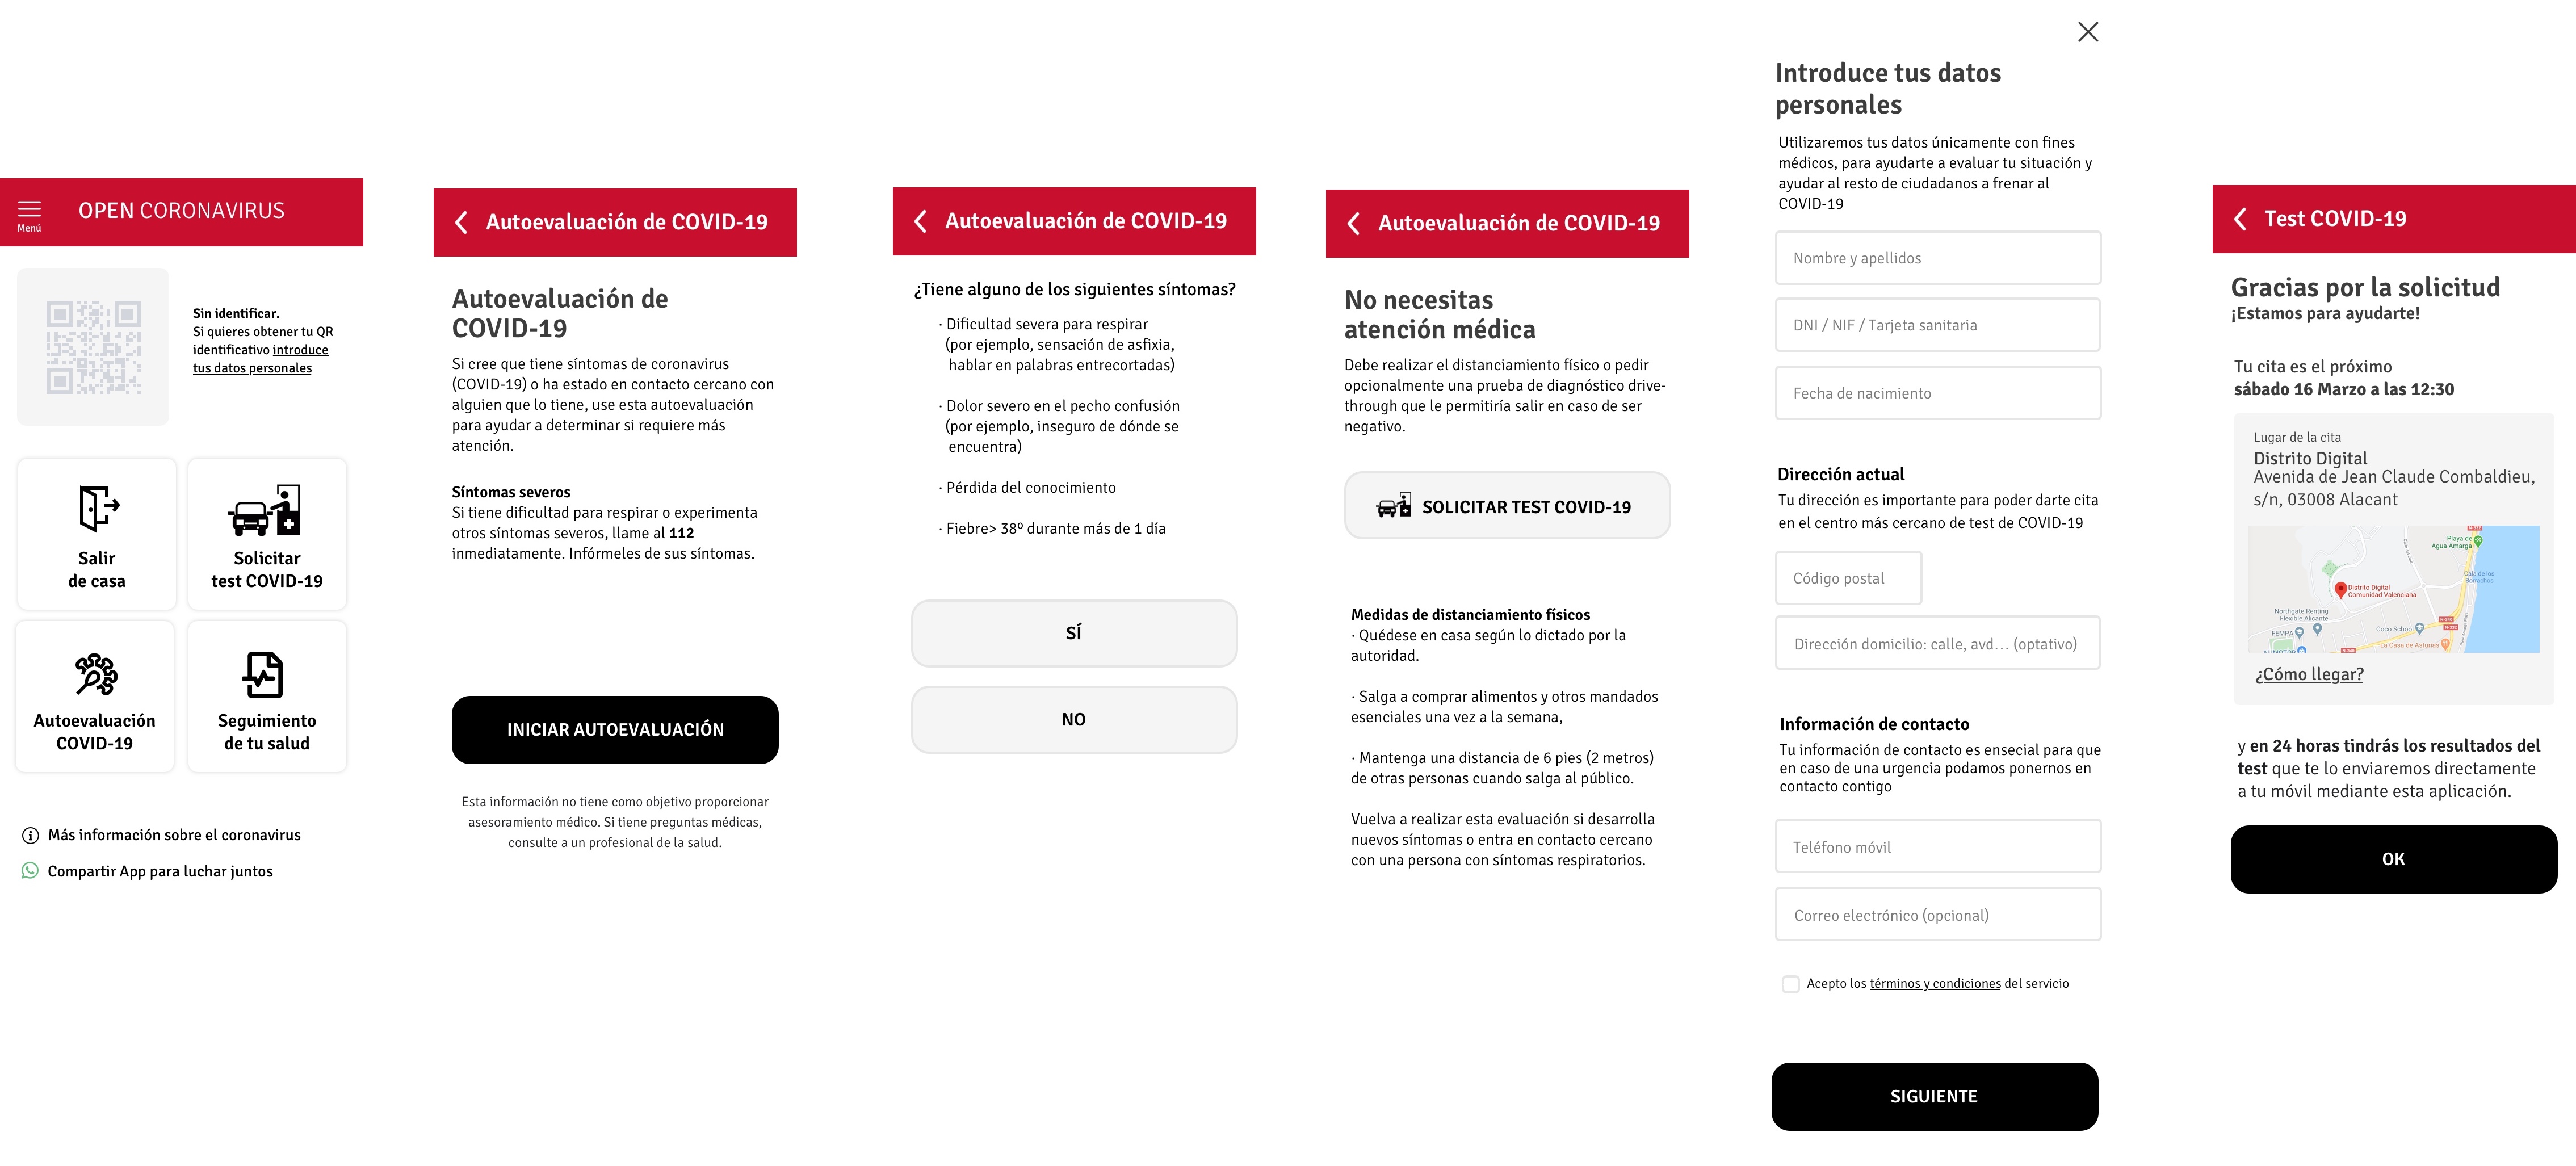 OPEN CORONAVIRUS
Menú
Sin identificar.
Si quieres obtener tu QR
identificativo introduce
tus datos personales
Salir
de casa
Solicitar
test COVID-19
Autoevaluación
COVID-19
Seguimiento
de tu salud
Más información sobre el coronavirus
Compartir App para luchar juntos
Autoevaluación de COVID-19
Autoevaluación de
COVID-19
Si cree que tiene síntomas de coronavirus
(COVID-19) o ha estado en contacto cercano con
alguien que lo tiene, use esta autoevaluación
para ayudar a determinar si requiere más
atención.
Síntomas severos
Si tiene dificultad para respirar o experimenta
otros síntomas severos, llame al 112
inmediatamente. Infórmeles de sus síntomas.
INICIAR AUTOEVALUACIÓN
Esta información no tiene como objetivo proporcionar
asesoramiento médico. Si tiene preguntas médicas,
consulte a un profesional de la salud.
Autoevaluación de COVID-19
¿Tiene alguno de los siguientes síntomas?
· Dificultad severa para respirar
(por ejemplo, sensación de asfixia,
hablar en palabras entrecortadas)
· Dolor severo en el pecho confusión
(por ejemplo, inseguro de dónde se
encuentra)
· Pérdida del conocimiento
· Fiebre> 38º durante más de 1 día
SÍ
NO
Autoevaluación de COVID-19
No necesitas
atención médica
Debe realizar el distanciamiento físico o pedir
opcionalmente una prueba de diagnóstico drive-
through que le permitiría salir en caso de ser
negativo.
SOLICITAR TEST COVID-19
Medidas de distanciamiento físicos
· Quédese en casa según lo dictado por la
autoridad.
· Salga a comprar alimentos y otros mandados
esenciales una vez a la semana,
· Mantenga una distancia de 6 pies (2 metros)
de otras personas cuando salga al público.
Vuelva a realizar esta evaluación si desarrolla
nuevos síntomas o entra en contacto cercano
con una persona con síntomas respiratorios.
Introduce tus datos
personales
Utilizaremos tus datos únicamente con fines
médicos, para ayudarte a evaluar tu situación y
ayudar al resto de ciudadanos a frenar al
COVID-19
Nombre y apellidos
DNI / NIF / Tarjeta sanitaria
Fecha de nacimiento
Dirección actual
Tu dirección es importante para poder darte cita
en el centro más cercano de test de COVID-19
Código postal
Dirección domicilio: calle, avd… (optativo)
Información de contacto
Tu información de contacto es ensecial para que
en caso de una urgencia podamos ponernos en
contacto contigo
Teléfono móvil
Correo electrónico (opcional)
Acepto los términos y condiciones del servicio
SIGUIENTE
Test COVID-19
Gracias por la solicitud
¡Estamos para ayudarte!
Tu cita es el próximo
sábado 16 Marzo a las 12:30
Lugar de la cita
Distrito Digital
Avenida de Jean Claude Combaldieu,
s/n, 03008 Alacant
Playa de
Agua Amarga
Cala de los
Borrachos
Distrito Digital
Comunidad Valenciana
Northgate Renting
Flexible Alicante
FEMPA
Coco School
La Casa de Asturias
¿Cómo llegar?
y en 24 horas tindrás los resultados del
test que te lo enviaremos directamente
a tu móvil mediante esta aplicación.
OK